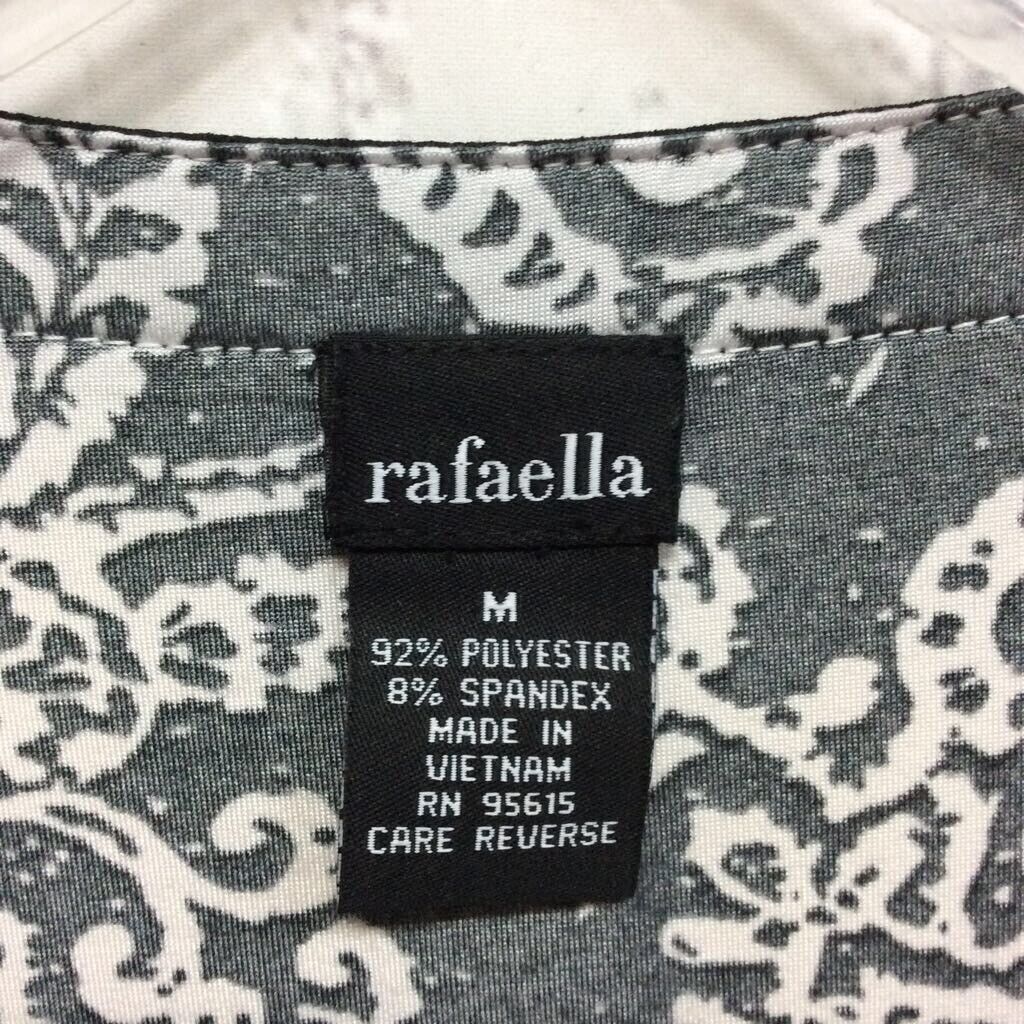 rafaella
M
92% POLYESTER
8% SPANDEX
MADE IN
VIETNAM
RN 95615
CARE REVERSE